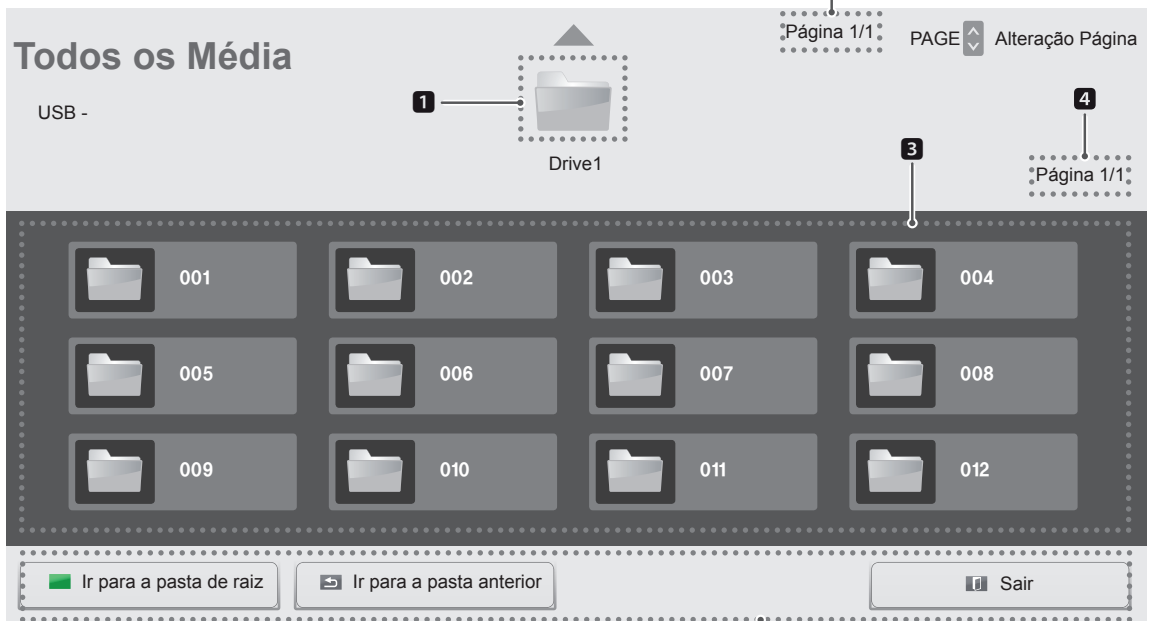 Página 1/1
PAGE Alteração Página
Todos os Média
USB -
1
4
Drive1
3
Página 1/1
001 002 003 004
005 006 007 008
009 010 011 012
Ir para a pasta de raiz Ir para a pasta anterior Sair